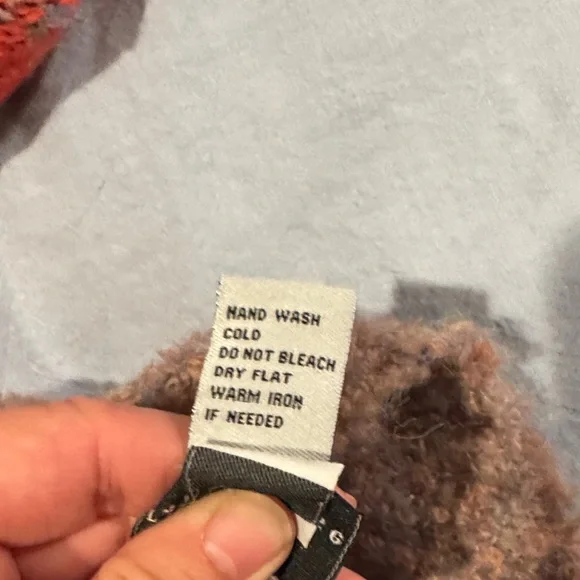 HAND WASH
COLD
DO NOT BLEACH
DRY FLAT
WARM IRON
IF NEEDED